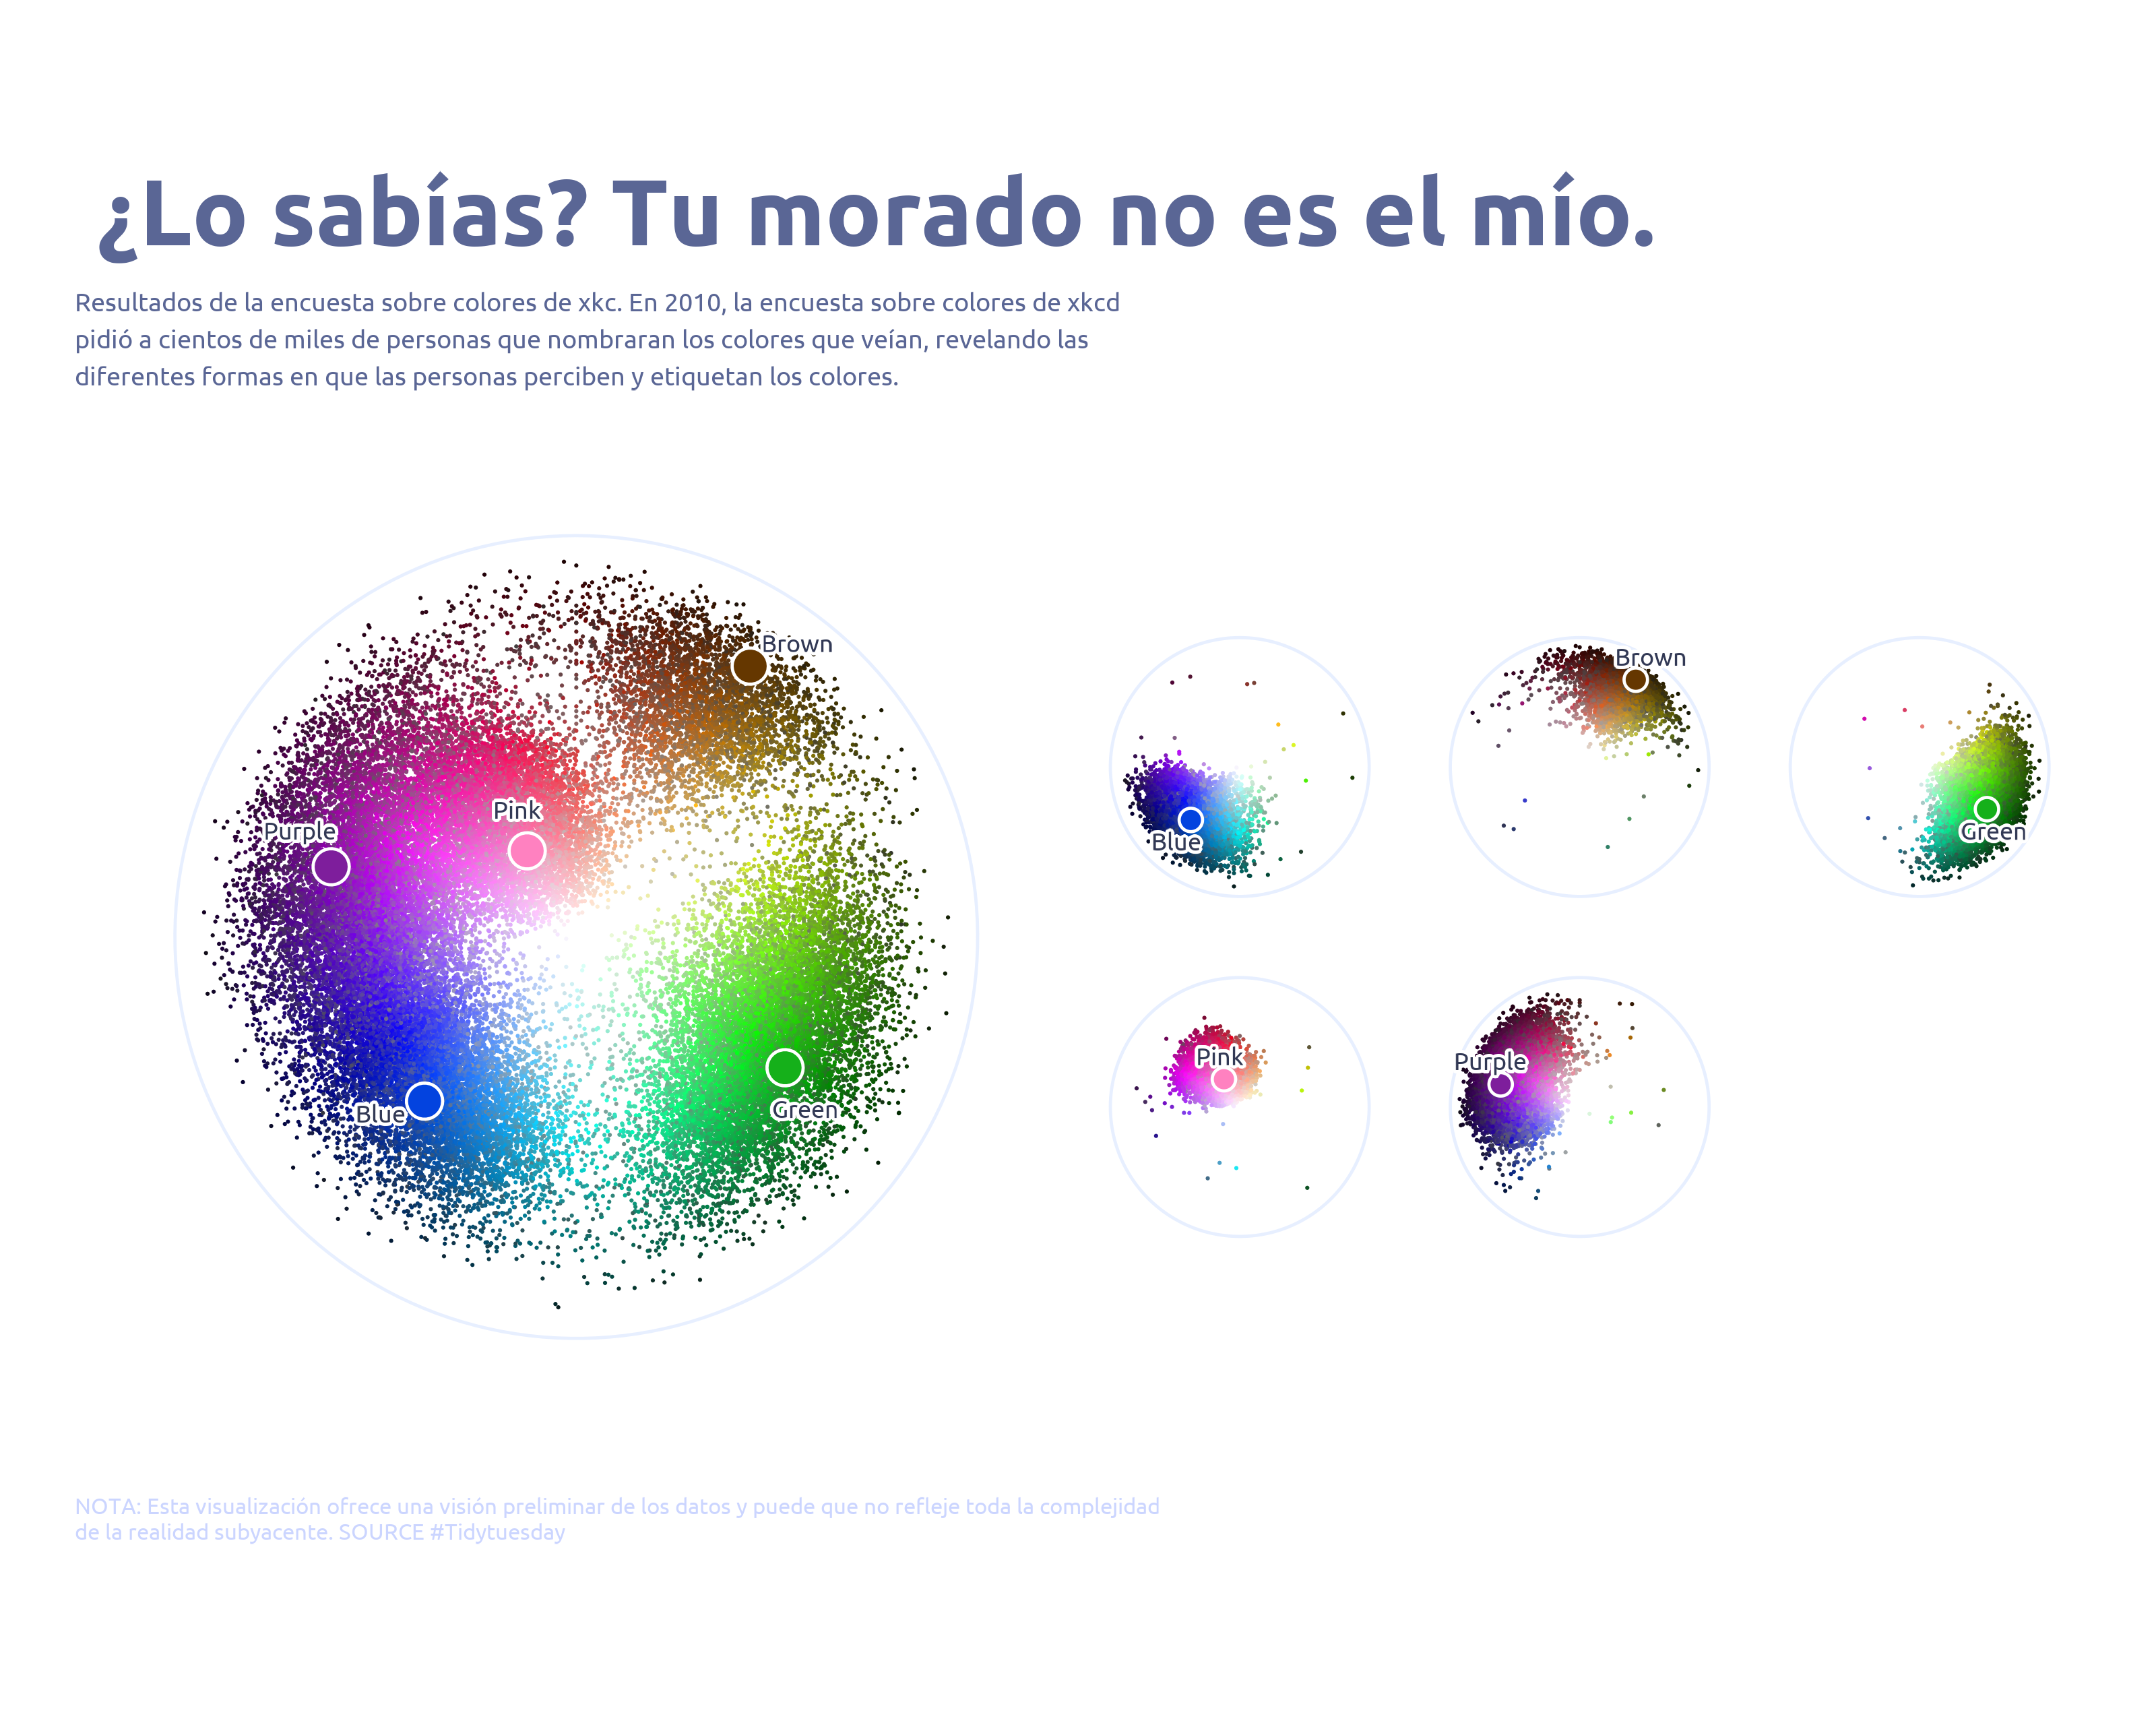 ¿Lo sabías? Tu morado no es el mío.
Resultados de la encuesta sobre colores de xkc. En 2010, la encuesta sobre colores de xkcd
pidió a cientos de miles de personas que nombraran los colores que veían, revelando las
diferentes formas en que las personas perciben y etiquetan los colores.
Brown
Pink
Purple
Blue
Green
Blue
Brown
Green
Pink
Purple
NOTA: Esta visualización ofrece una visión preliminar de los datos y puede que no refleje toda la complejidad
de la realidad subyacente. SOURCE #Tidytuesday